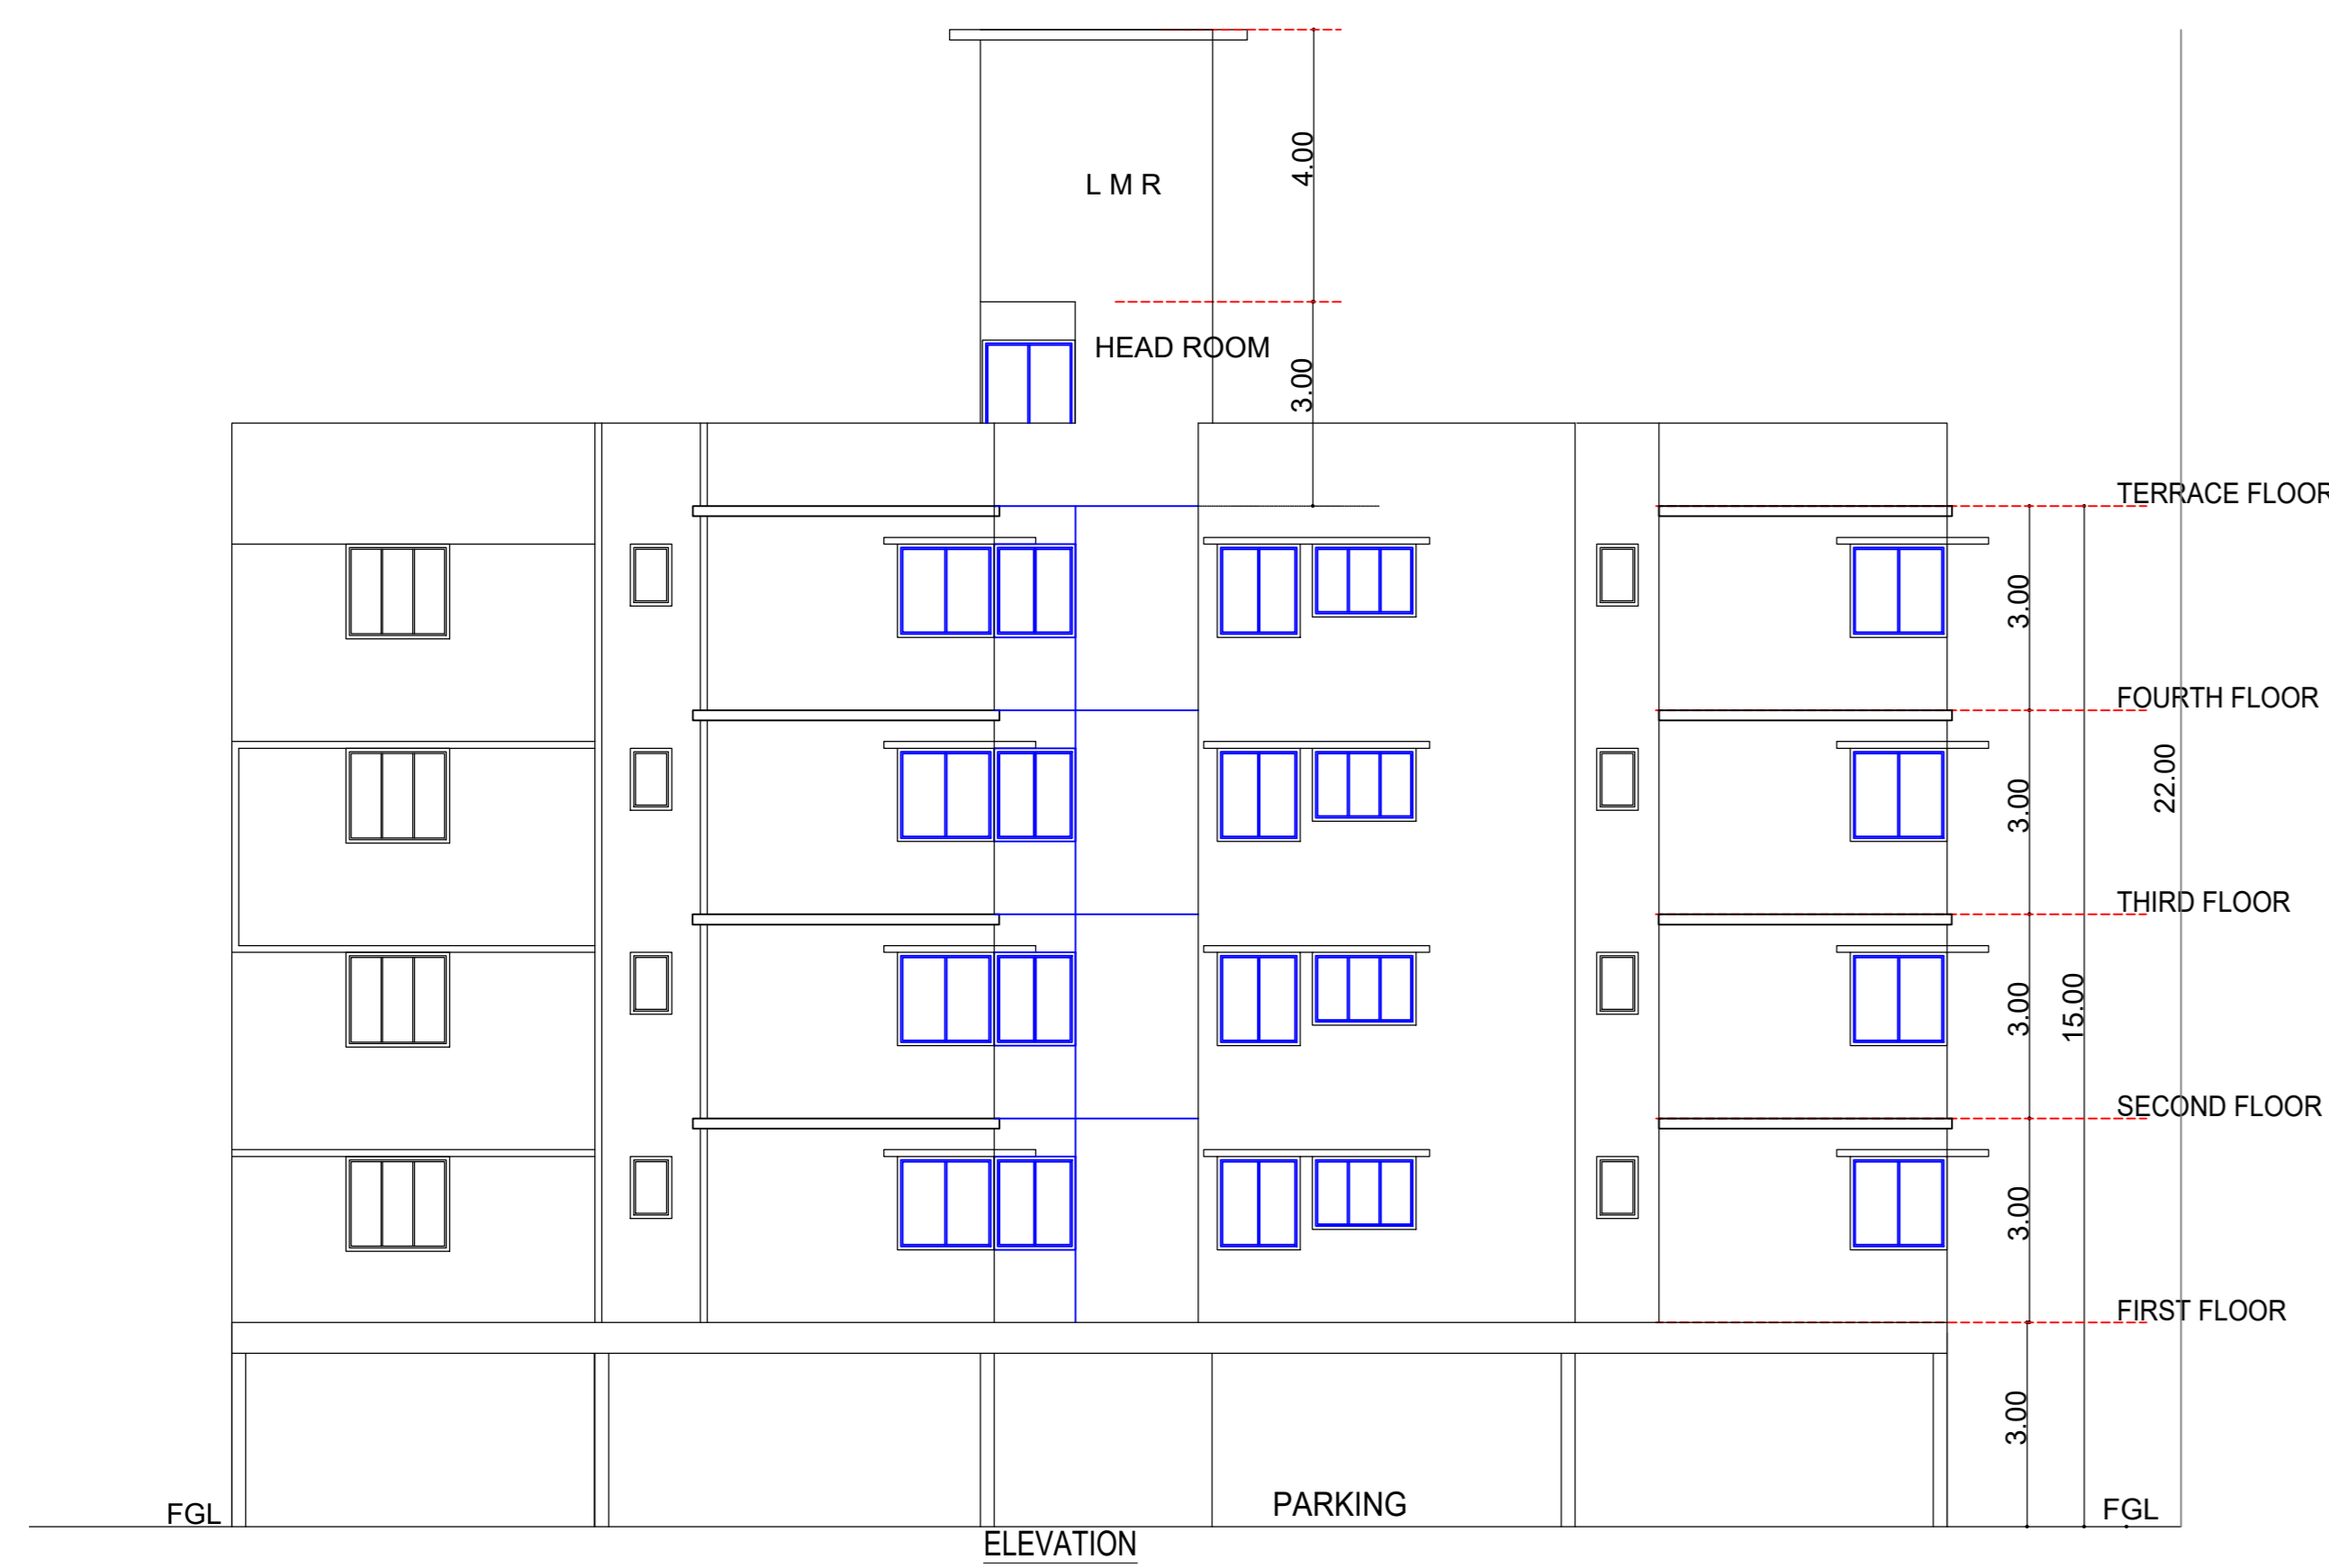 4.00
L M R
HEAD ROOM
3.00
TERRACE FLOOR
3.00
FOURTH FLOOR
22.00
3.00
THIRD FLOOR
3.00
15.00
SECOND FLOOR
3.00
FIRST FLOOR
3.00
PARKING
FGL
FGL
ELEVATION